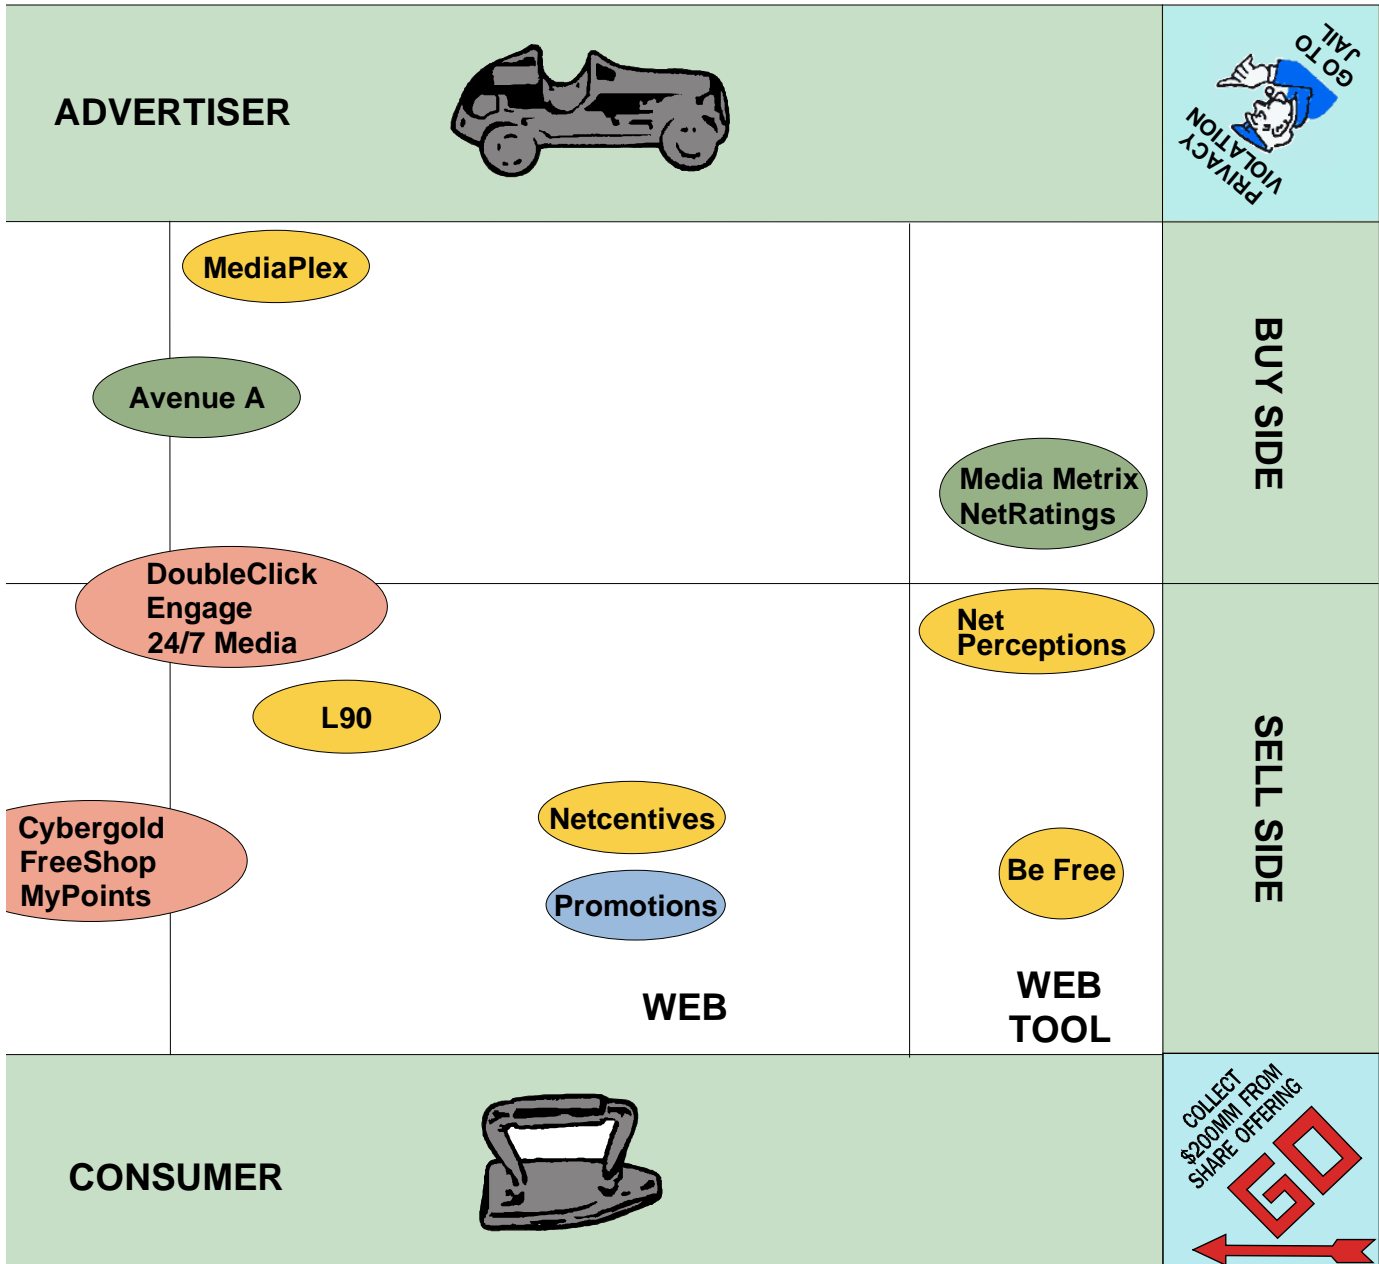 ADVERTISER
GO TO
JAIL
PRIVACY
VIOLATION
MediaPlex
Avenue A
BUY SIDE
Media Metrix
NetRatings
DoubleClick
Engage
24/7 Media
Net
Perceptions
L90
SELL SIDE
Netcentives
Cybergold
FreeShop
MyPoints
Be Free
Promotions
WEB
WEB
TOOL
CONSUMER
COLLECT
$200MM FROM
SHARE OFFERING
GO